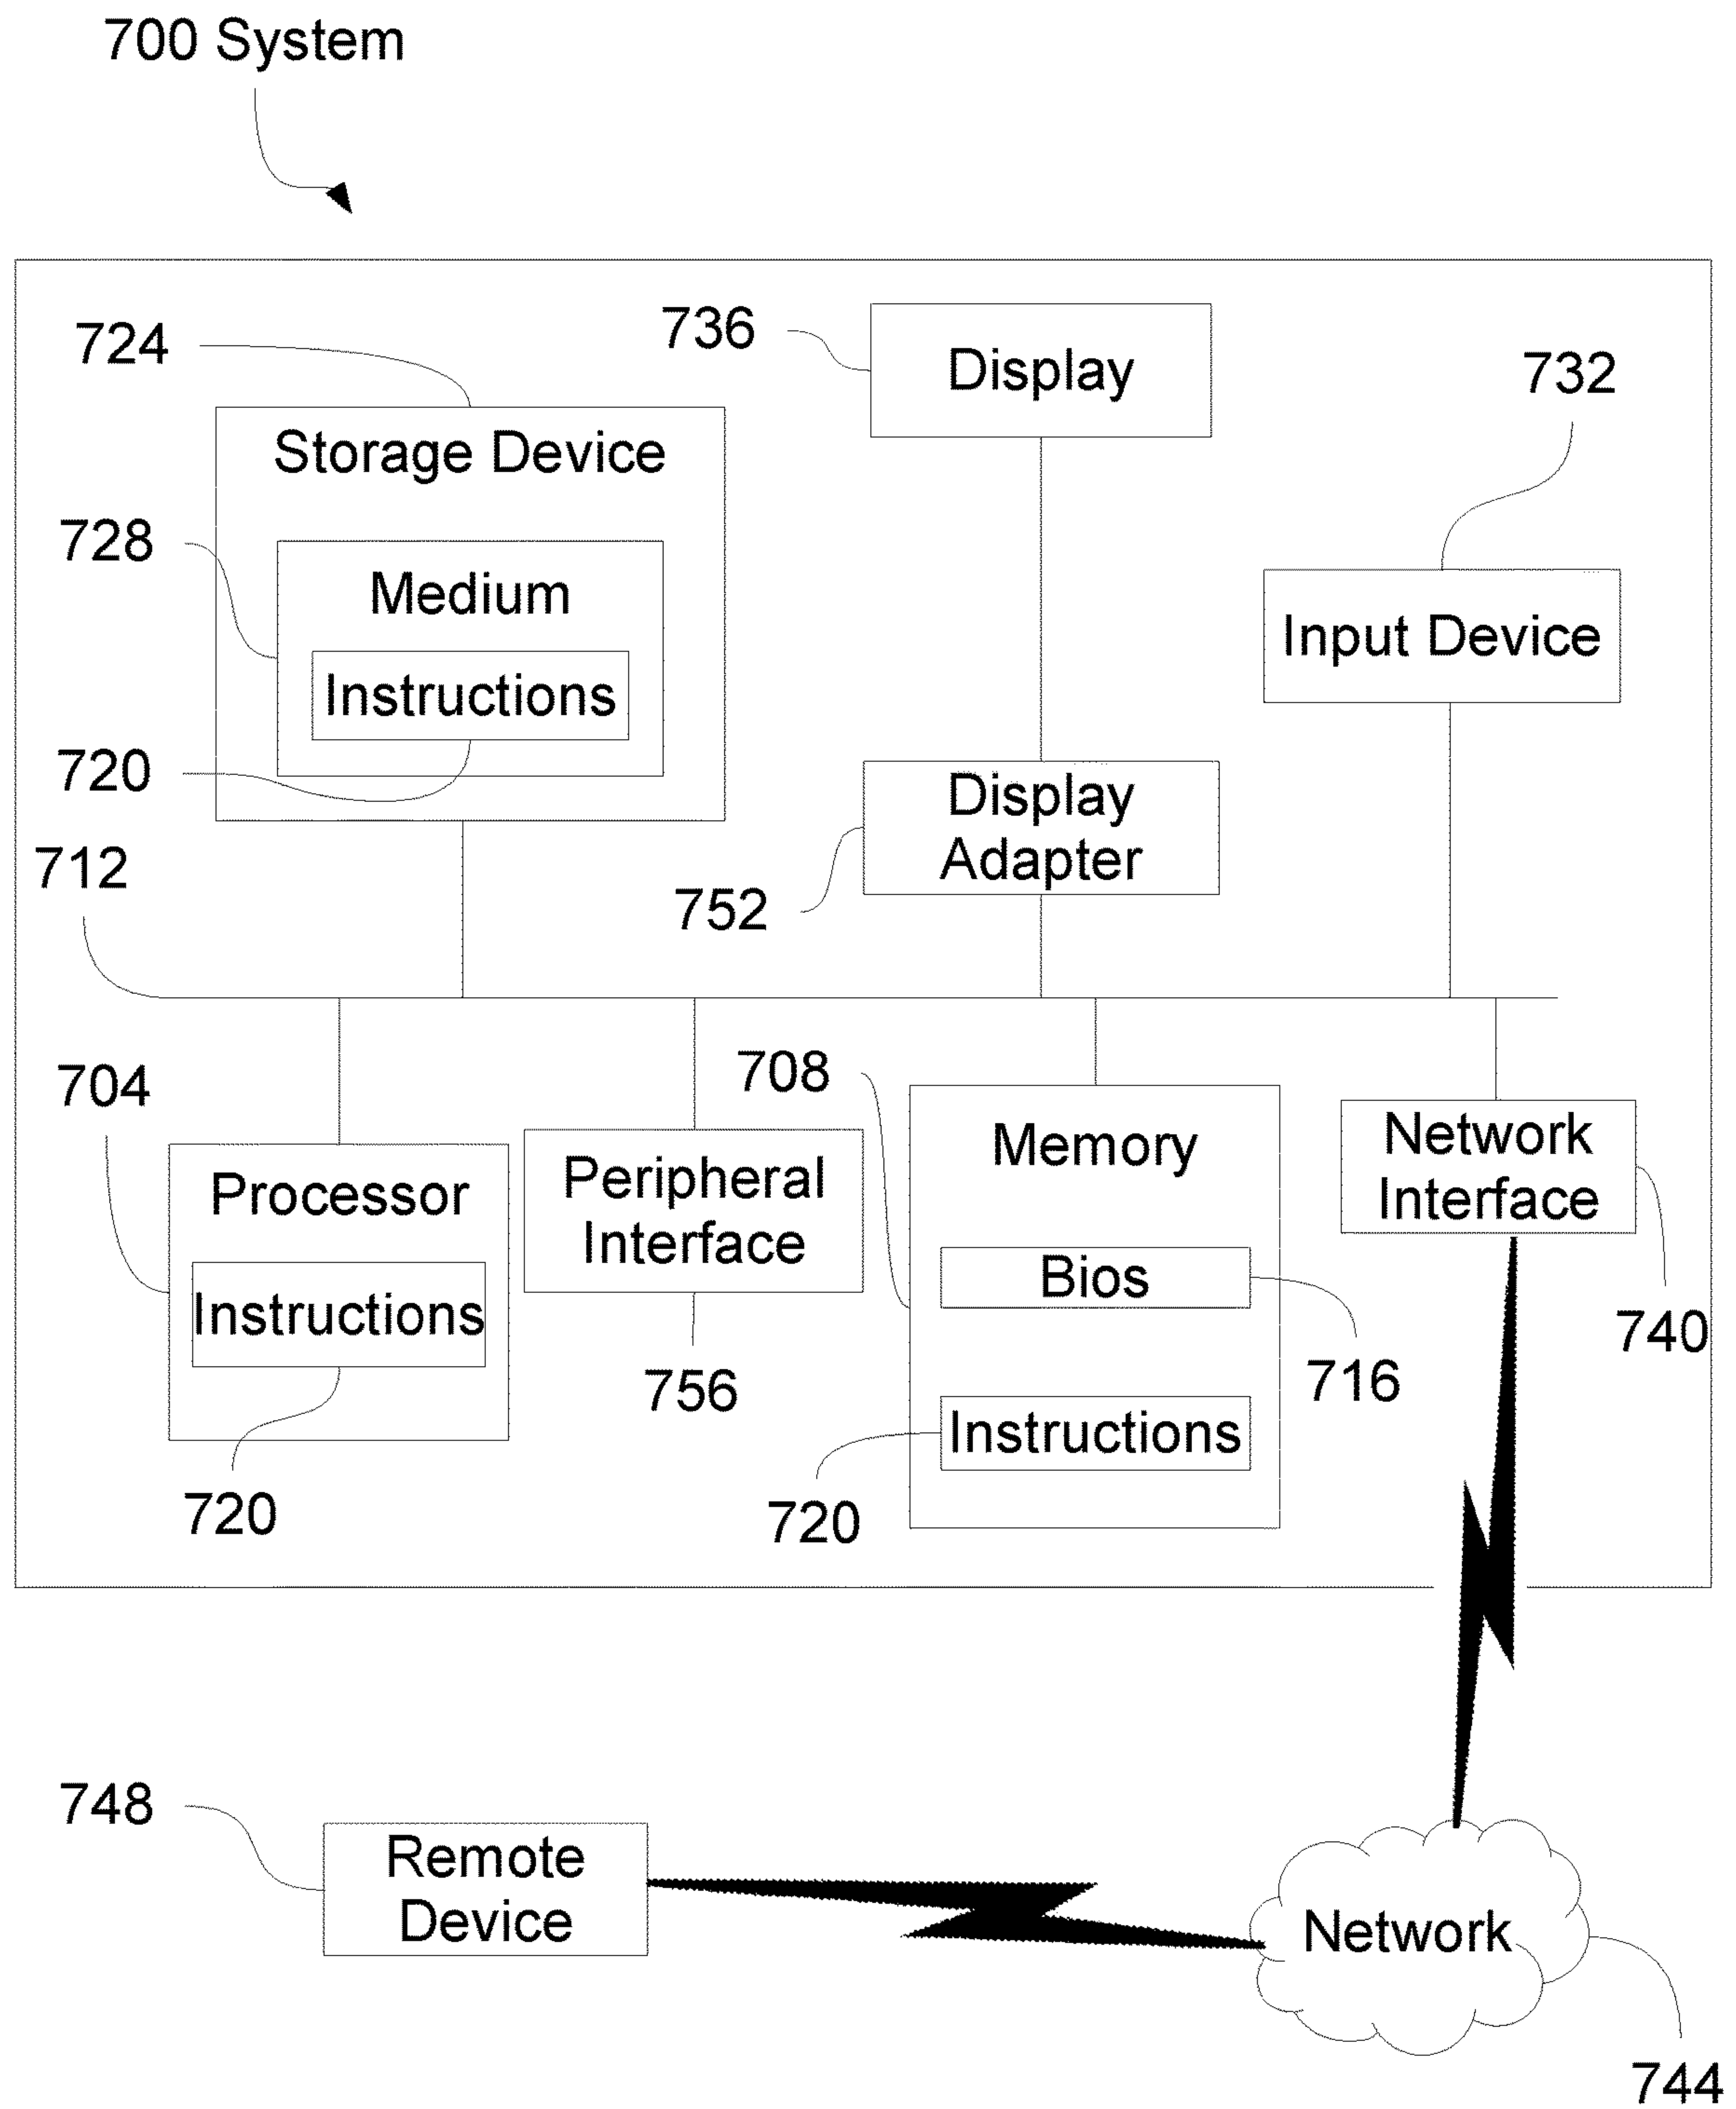 700 System
724
736
Display
732
Storage Device
728
Medium
Input Device
Instructions
720
Display
Adapter
712
752
704
708
Memory
Network
Interface
Processor
Peripheral
Interface
Bios
Instructions
740
756
716
Instructions
720
720
748
Remote
Device
Network
744